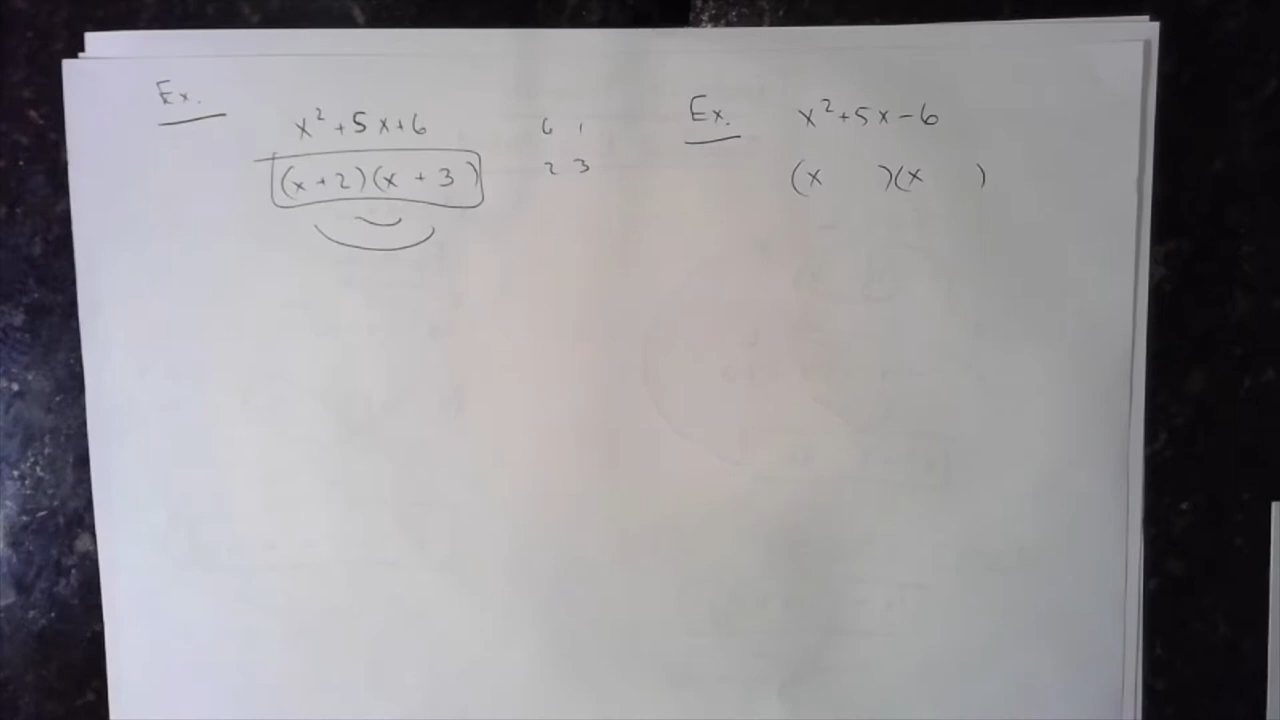 Ex.
x² + 5x + 6
6 1
(x + 2)(x + 3)
2 3
Ex.
x² + 5x - 6
(x )(x )